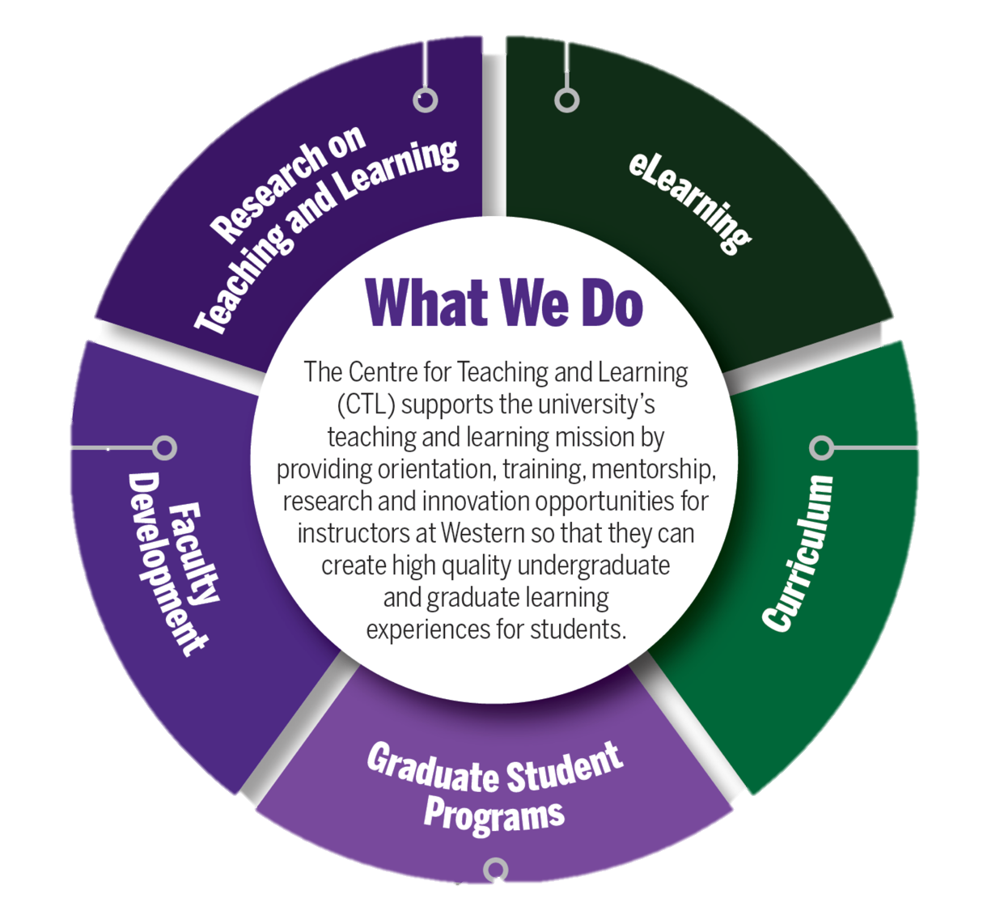 Research on
Teaching and Learning
eLearning
What We Do
The Centre for Teaching and Learning
(CTL) supports the university's
teaching and learning mission by
providing orientation, training, mentorship,
research and innovation opportunities for
instructors at Western so that they can
create high quality undergraduate
and graduate learning
experiences for students.
Faculty
Development
Curriculum
Graduate Student
Programs